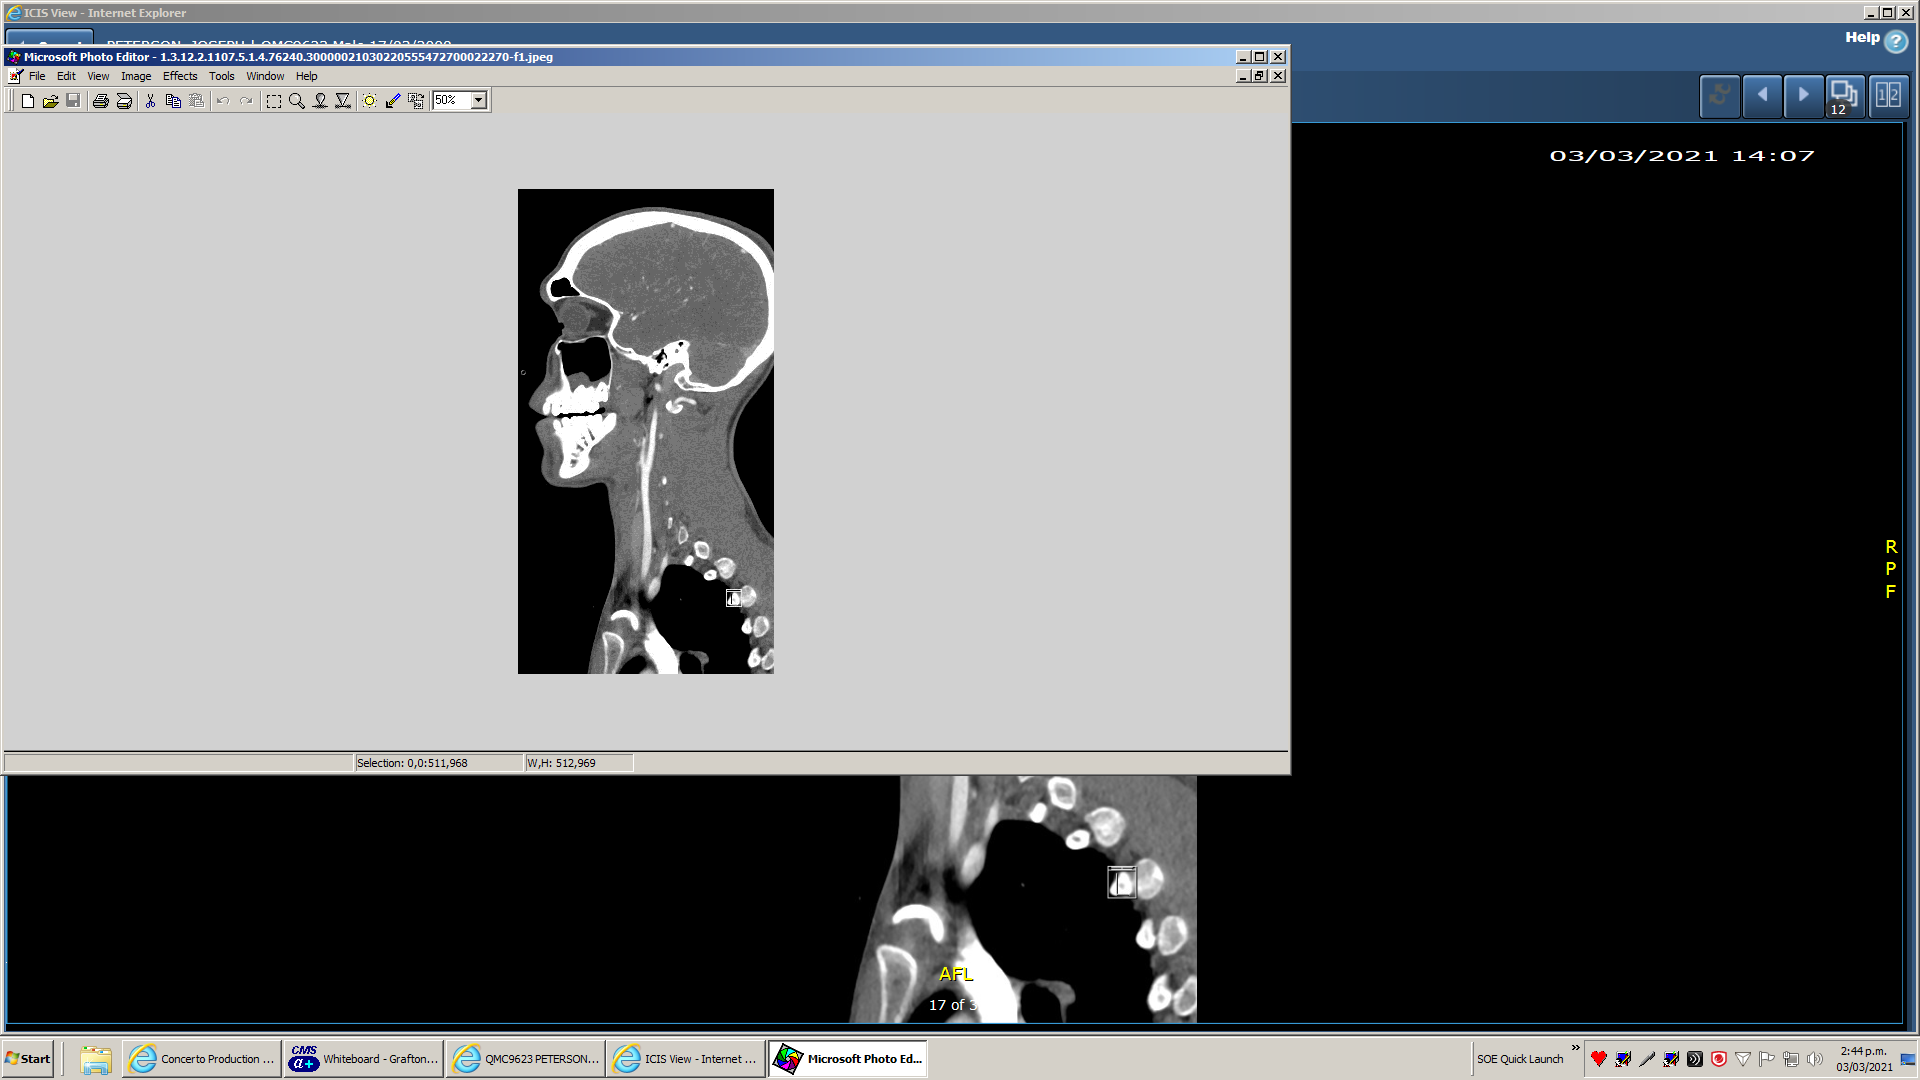 ICIS View - Internet Explorer
Help
Microsoft Photo Editor - 1.3.12.2.1107.5.1.4.76240.30000021030220555472700022270-f1.jpeg
File Edit View Image Effects Tools Window Help
50%
12
1 2
03/03/2021 14:07
R
P
F
Selection: 0,0:511,968
W,H: 512,969
AFL
17 of 3
Start
Concerto Production ...
CMS
α+
Whiteboard - Grafton...
QMC9623 PETERSON...
ICIS View - Internet ...
Microsoft Photo Ed...
SOE Quick Launch
»
2:44 p.m.
03/03/2021